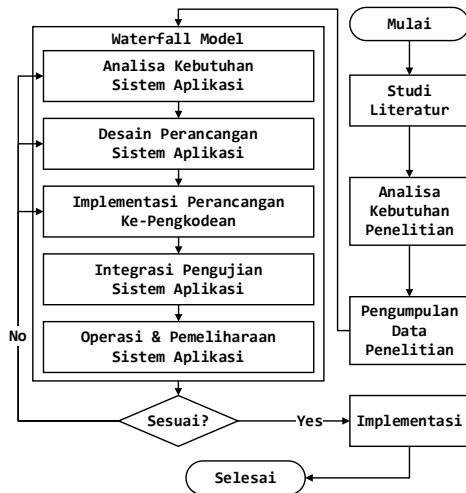 Mulai
Studi
Literatur
Analisa
Kebutuhan
Penelitian
Pengumpulan
Data
Penelitian
Waterfall Model
Analisa Kebutuhan
Sistem Aplikasi
Desain Perancangan
Sistem Aplikasi
Implementasi Perancangan
Ke-Pengkodean
Integrasi Pengujian
Sistem Aplikasi
Operasi & Pemeliharaan
Sistem Aplikasi
No
Sesuai?
Yes
Implementasi
Selesai